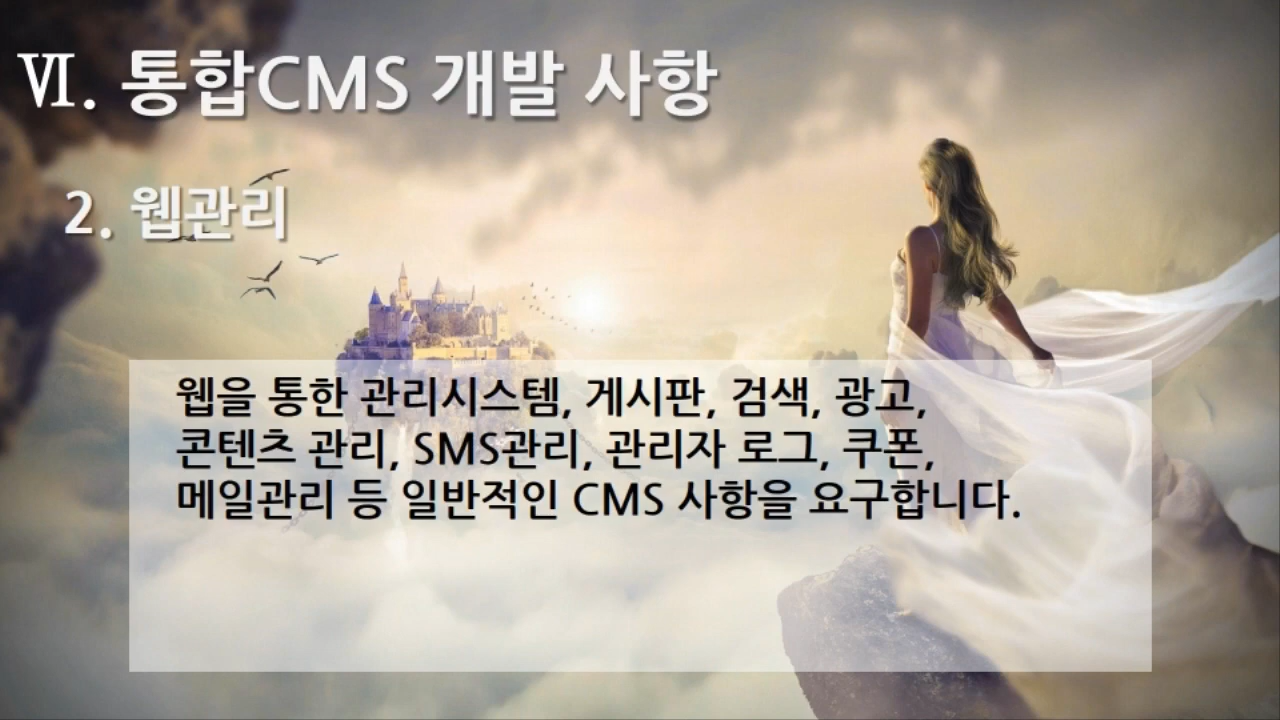 Ⅵ. 통합CMS 개발 사항
2. 웹관리
웹을 통한 관리시스템, 게시판, 검색, 광고,
콘텐츠 관리, SMS관리, 관리자 로그, 쿠폰,
메일관리 등 일반적인 CMS 사항을 요구합니다.